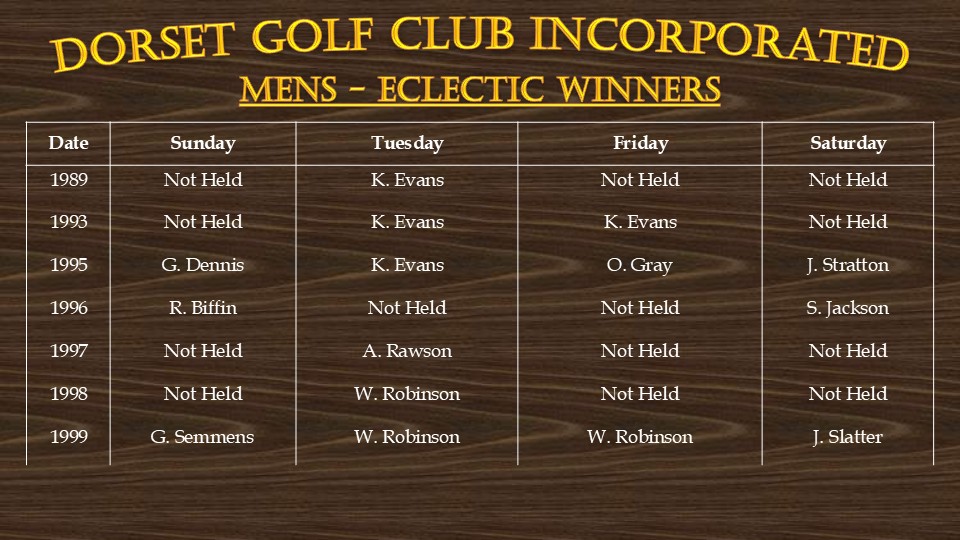 DORSET GOLF CLUB INCORPORATED
MENS - ECLECTIC WINNERS
Date Sunday Tuesday Friday Saturday
1989 Not Held K. Evans Not Held Not Held
1993 Not Held K. Evans K. Evans Not Held
1995 G. Dennis K. Evans O. Gray J. Stratton
1996 R. Biffin Not Held Not Held S. Jackson
1997 Not Held A. Rawson Not Held Not Held
1998 Not Held W. Robinson Not Held Not Held
1999 G. Semmens W. Robinson W. Robinson J. Slatter